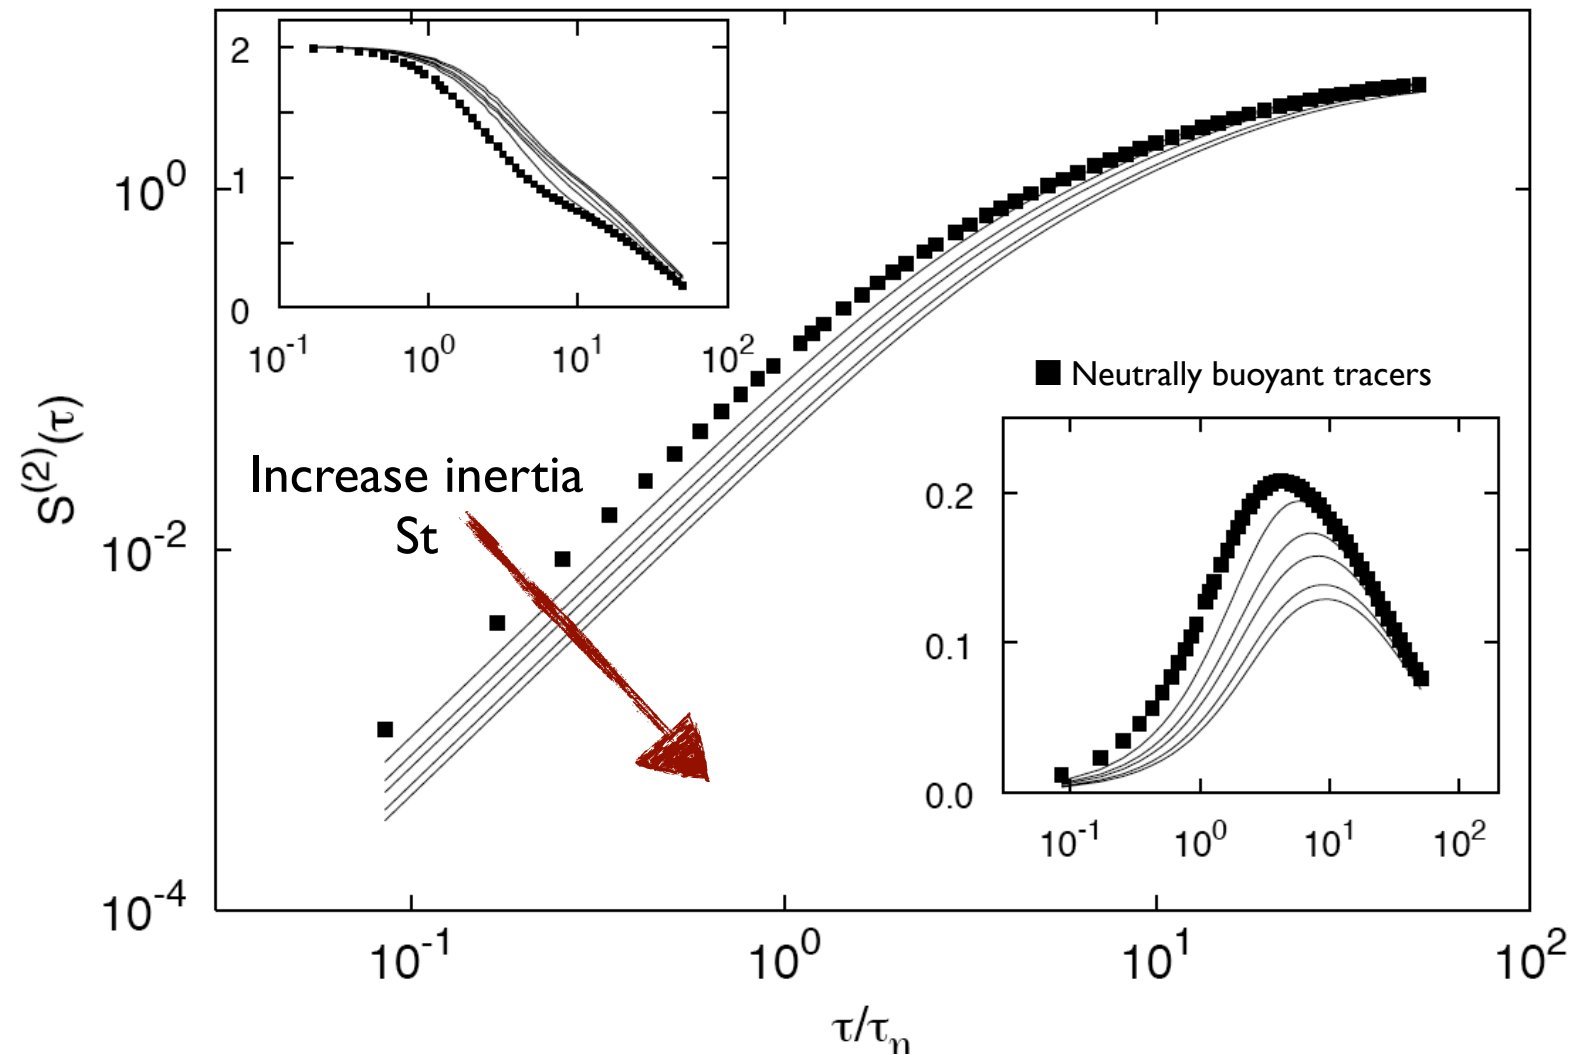 2
1
0
10^-1 10^0 10^1 10^2
10^0
10^-2
10^-4
S^(2)(τ)
Increase inertia
St
■ Neutrally buoyant tracers
0.2
0.1
0.0
10^-1 10^0 10^1 10^2
10^-1 10^0 10^1 10^2
τ/τ_η